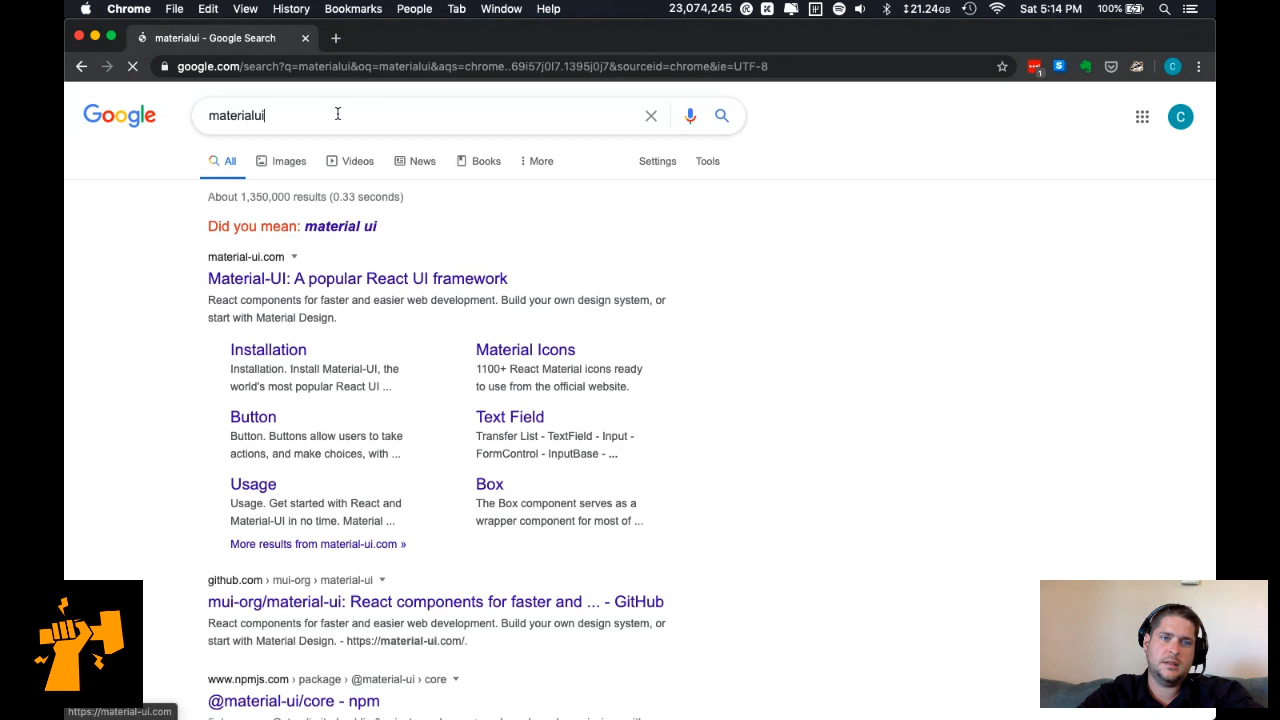 Chrome File Edit View History Bookmarks People Tab Window Help 23,074,245 $21.24G Sat 5:14 PM 100%
materialui - Google Search
google.com/search?q=materialui&oq=materialui&aqs=chrome..69i57j0l7.1395j0j7&sourceid=chrome&ie=UTF-8 1 C
Google materialui C
All Images Videos News Books More Settings Tools
About 1,350,000 results (0.33 seconds)
Did you mean: material ui
material-ui.com
Material-UI: A popular React UI framework
React components for faster and easier web development. Build your own design system, or
start with Material Design.
Installation
Installation. Install Material-UI, the
world's most popular React UI ...
Material Icons
1100+ React Material icons ready
to use from the official website.
Button
Button. Buttons allow users to take
actions, and make choices, with ...
Text Field
Transfer List - TextField - Input -
FormControl - InputBase - ...
Usage
Usage. Get started with React and
Material-UI in no time. Material ...
Box
The Box component serves as a
wrapper component for most of ...
More results from material-ui.com »
github.com › mui-org › material-ui
mui-org/material-ui: React components for faster and ... - GitHub
React components for faster and easier web development. Build your own design system, or
start with Material Design. - https://material-ui.com/.
www.npmjs.com › package › @material-ui › core
@material-ui/core - npm
https://material-ui.com